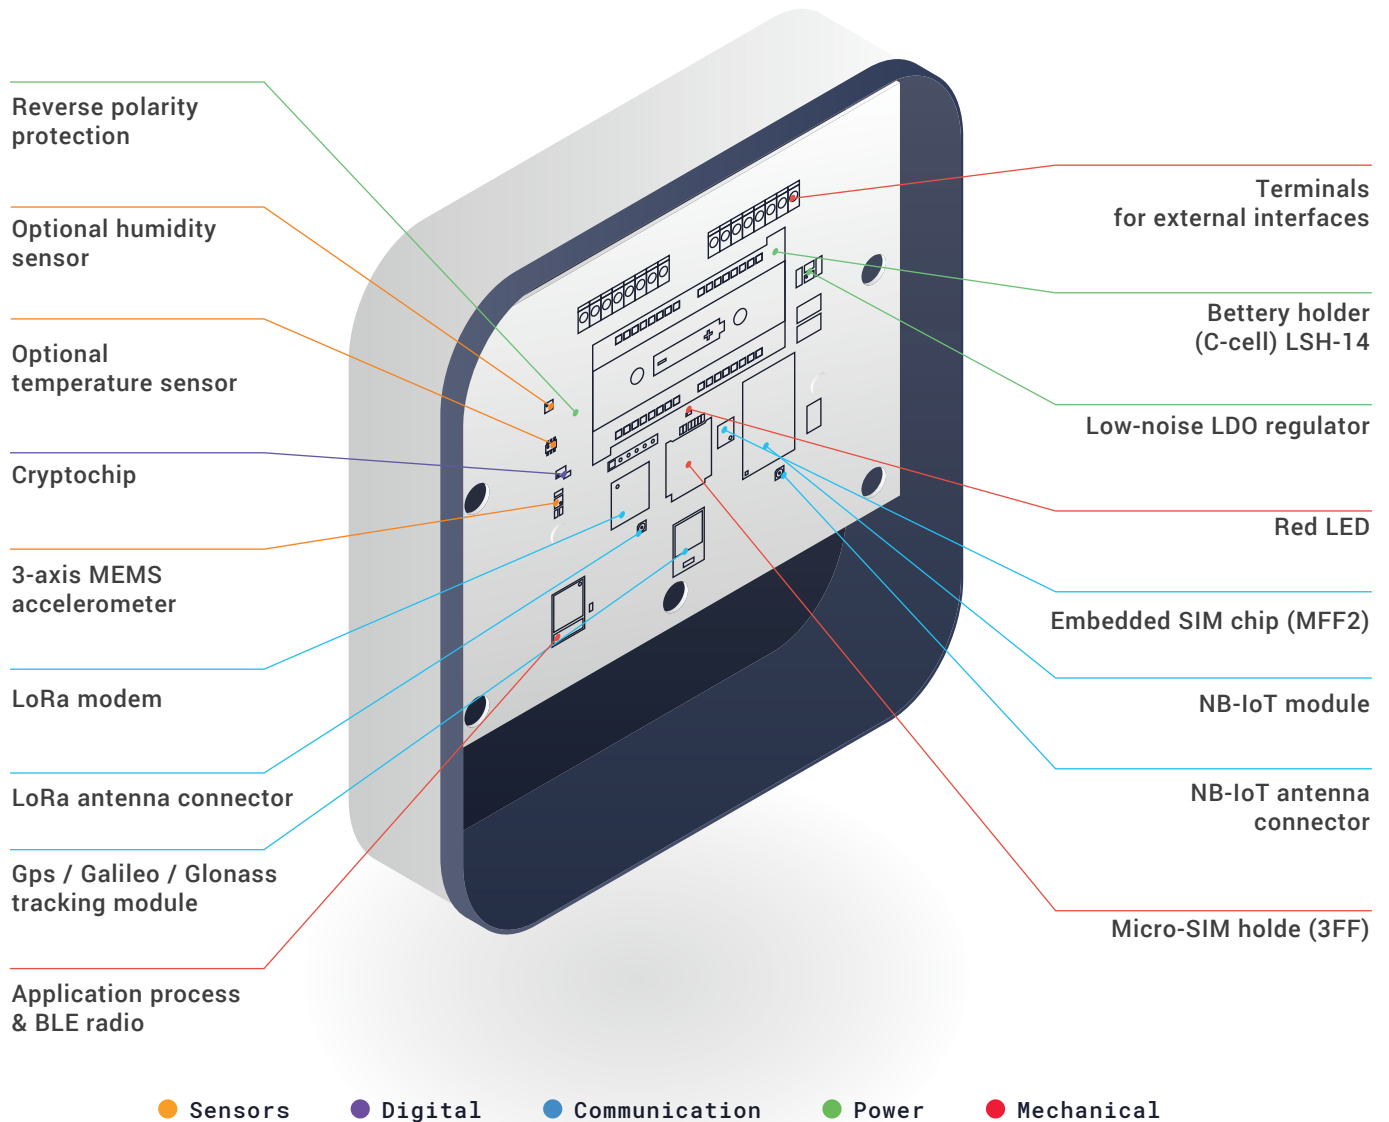 Reverse polarity
protection
Optional humidity
sensor
Optional
temperature sensor
Cryptochip
3-axis MEMS
accelerometer
LoRa modem
LoRa antenna connector
Gps / Galileo / Glonass
tracking module
Application process
& BLE radio
Terminals
for external interfaces
Bettery holder
(C-cell) LSH-14
Low-noise LDO regulator
Red LED
Embedded SIM chip (MFF2)
NB-IoT module
NB-IoT antenna
connector
Micro-SIM holde (3FF)
Sensors
Digital
Communication
Power
Mechanical